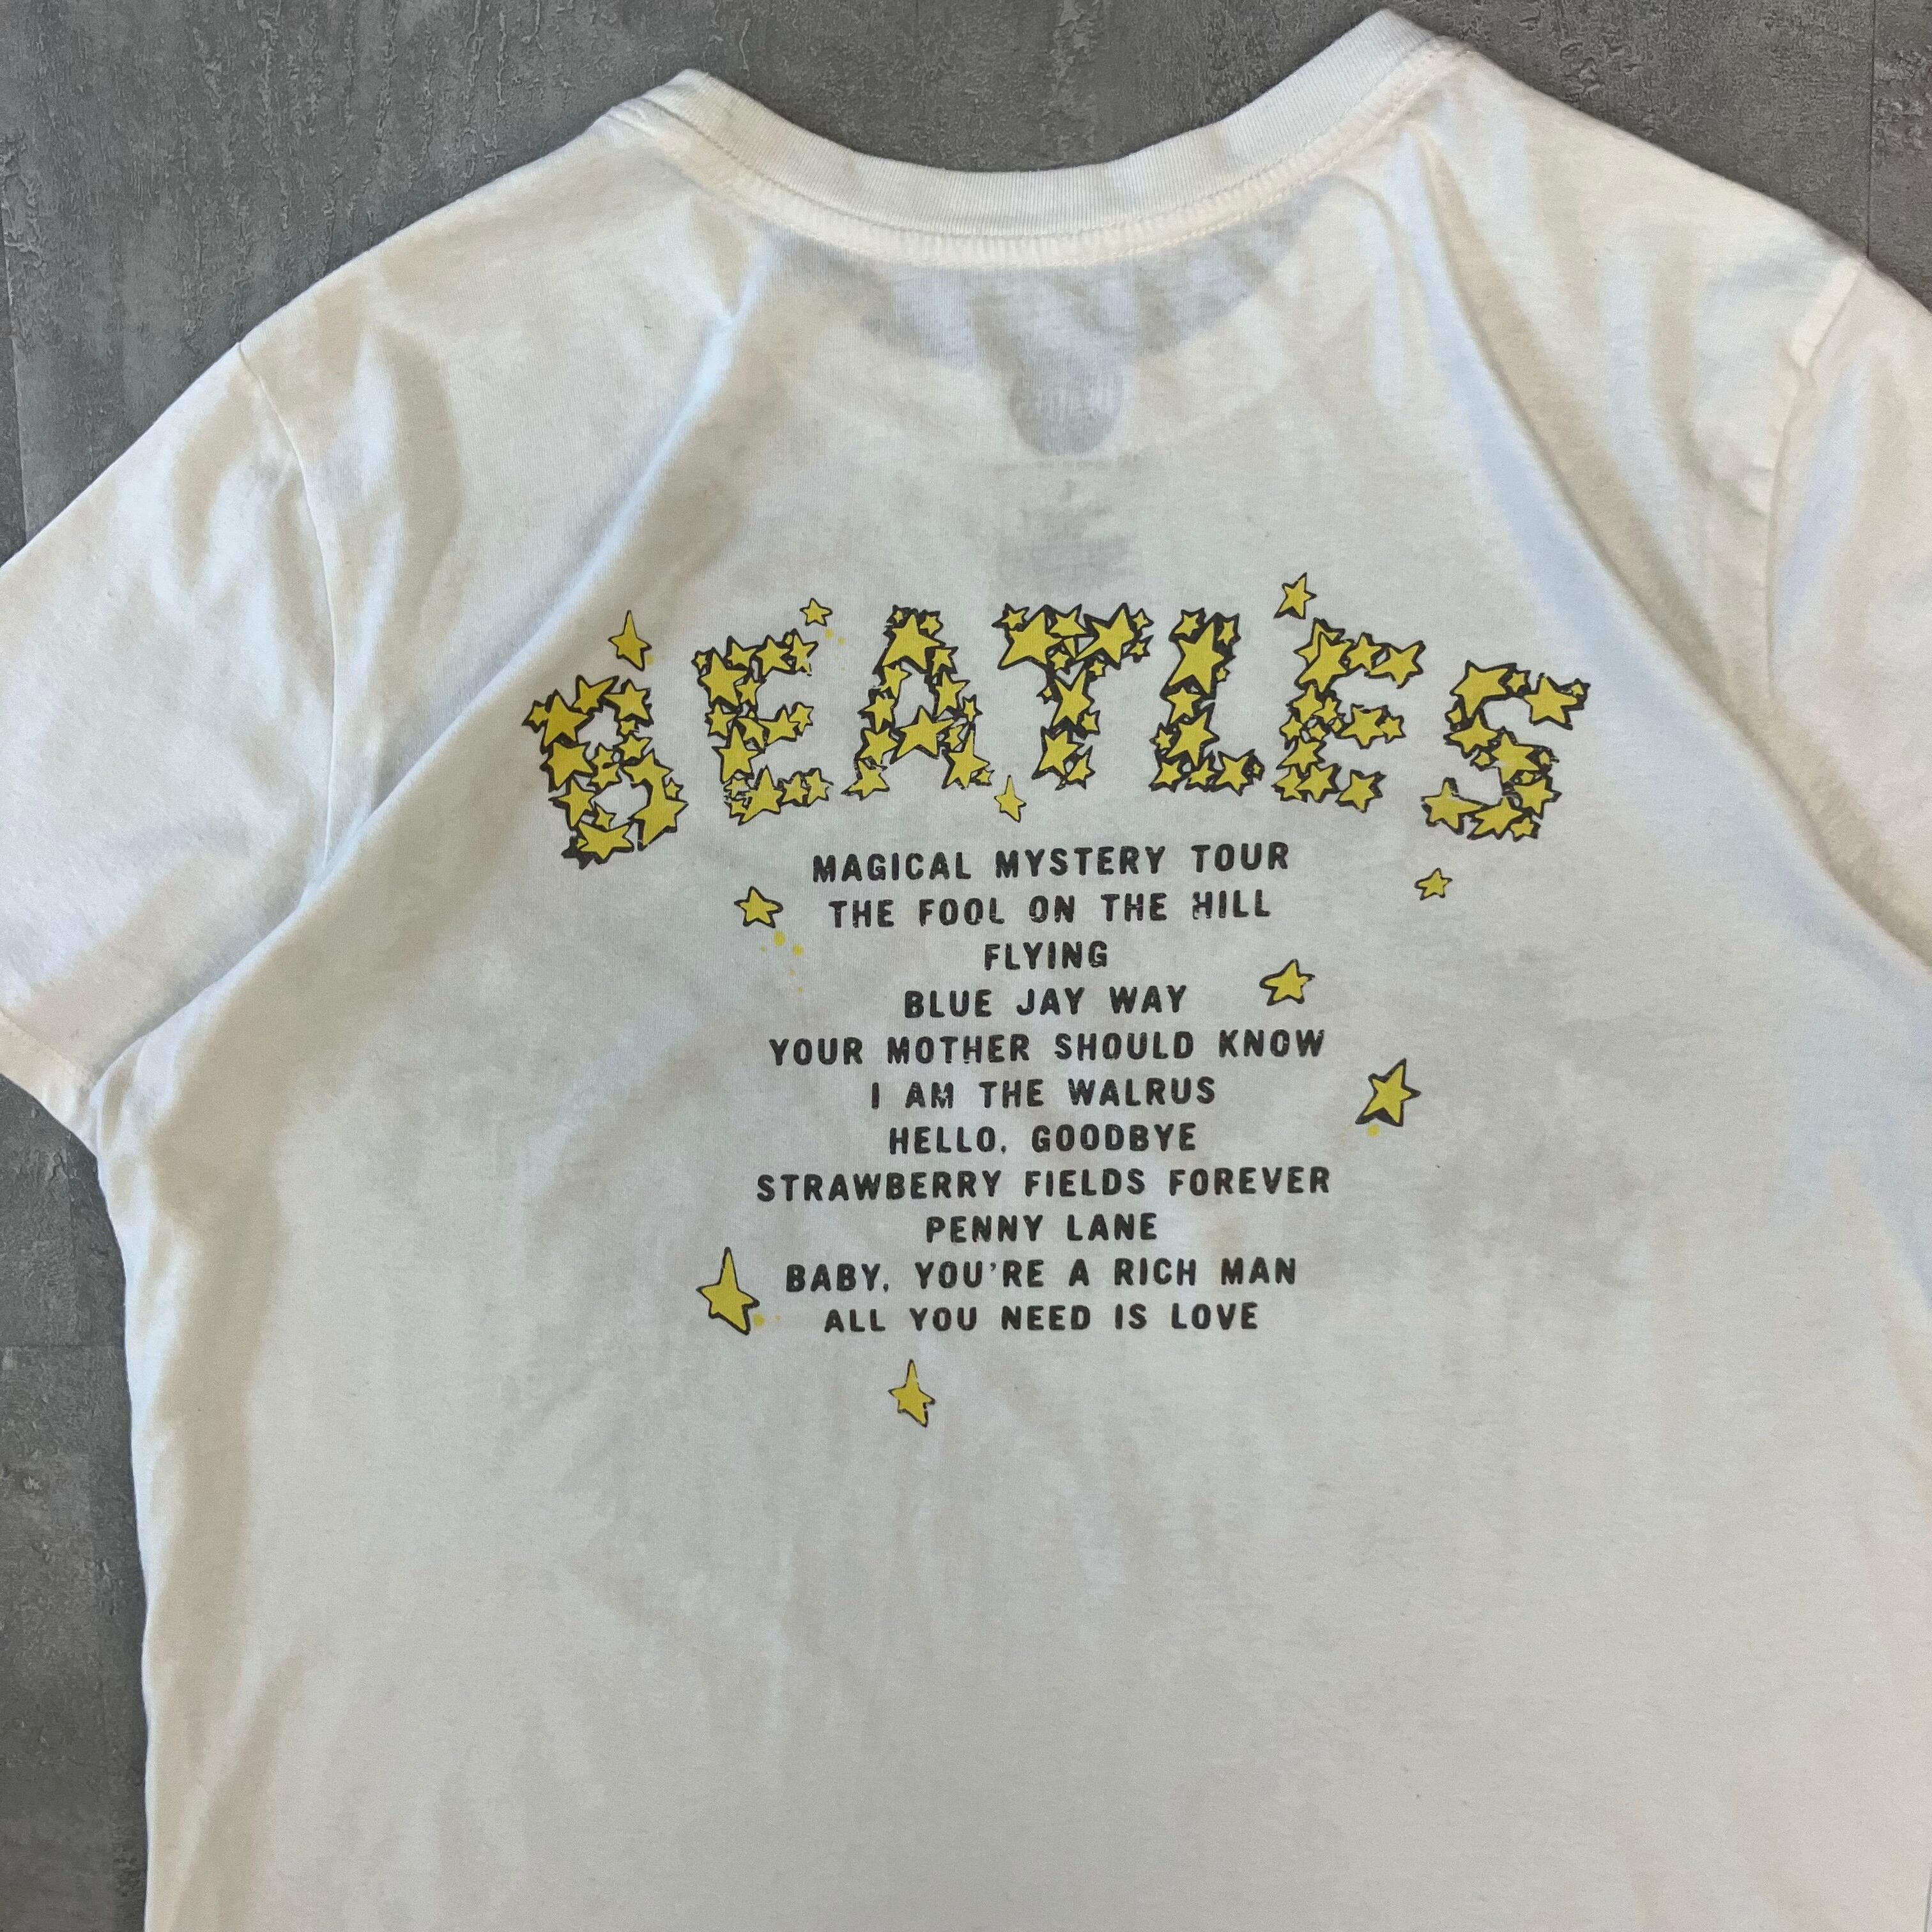 BEATLES
MAGICAL MYSTERY TOUR
THE FOOL ON THE HILL
FLYING
BLUE JAY WAY
YOUR MOTHER SHOULD KNOW
I AM THE WALRUS
HELLO, GOODBYE
STRAWBERRY FIELDS FOREVER
PENNY LANE
BABY, YOU'RE A RICH MAN
ALL YOU NEED IS LOVE